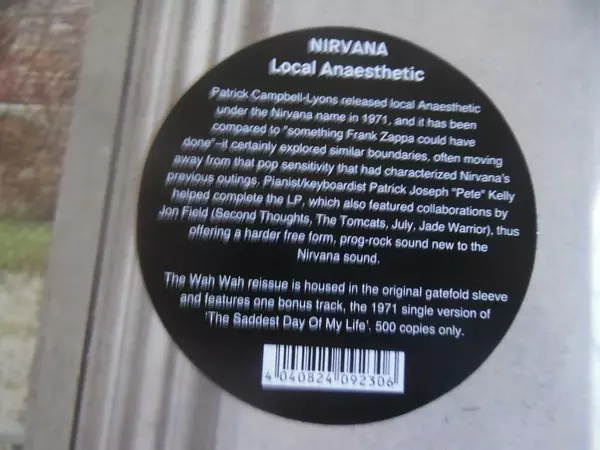 NIRVANA
Local Anaesthetic
Patrick Campbell-Lyons released local Anaesthetic
under the Nirvana name in 1971, and it has been
compared to "something Frank Zappa could have
done"–it certainly explored similar boundaries, often moving
away from that pop sensitivity that had characterized Nirvana's
previous outings. Pianist/keyboardist Patrick Joseph "Pete" Kelly
helped complete the LP, which also featured collaborations by
Jon Field (Second Thoughts, The Tomcats, July, Jade Warrior), thus
offering a harder free form, prog-rock sound new to the
Nirvana sound.
The Wah Wah reissue is housed in the original gatefold sleeve
and features one bonus track, the 1971 single version of
'The Saddest Day Of My Life'. 500 copies only.
4 040824 092306